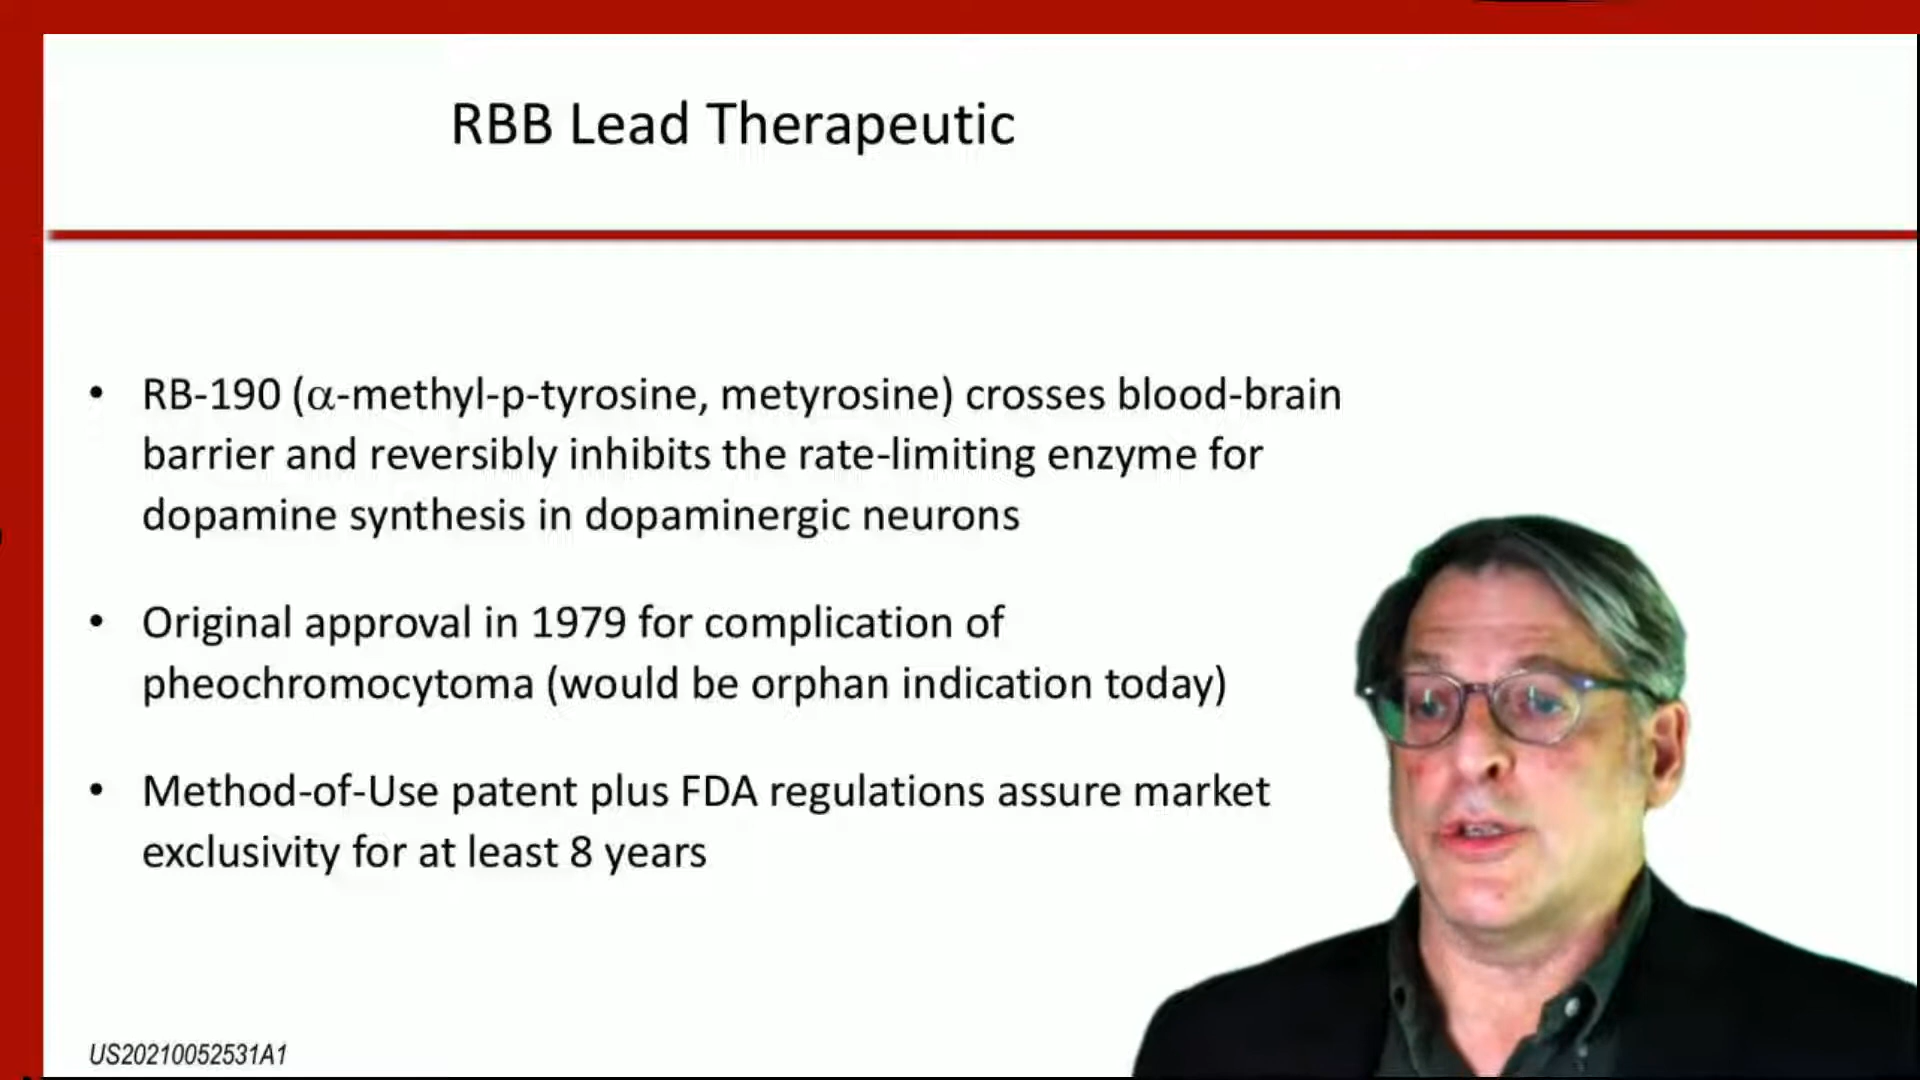 RBB Lead Therapeutic
• RB-190 (α-methyl-p-tyrosine, metyrosine) crosses blood-brain
barrier and reversibly inhibits the rate-limiting enzyme for
dopamine synthesis in dopaminergic neurons
• Original approval in 1979 for complication of
pheochromocytoma (would be orphan indication today)
• Method-of-Use patent plus FDA regulations assure market
exclusivity for at least 8 years
US20210052531A1